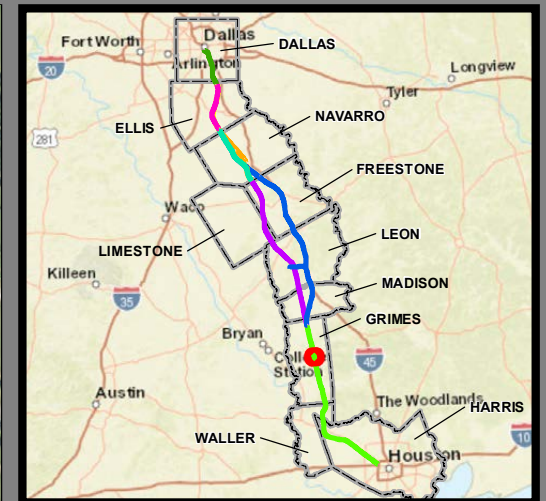 Dallas
DALLAS
Fort Worth
Arlington
20
Longview
Tyler
281
ELLIS
NAVARRO
FREESTONE
Waco
LEON
LIMESTONE
Killeen
MADISON
35
GRIMES
Bryan
College
Station
45
Austin
The Woodlands
HARRIS
WALLER
10
Houston